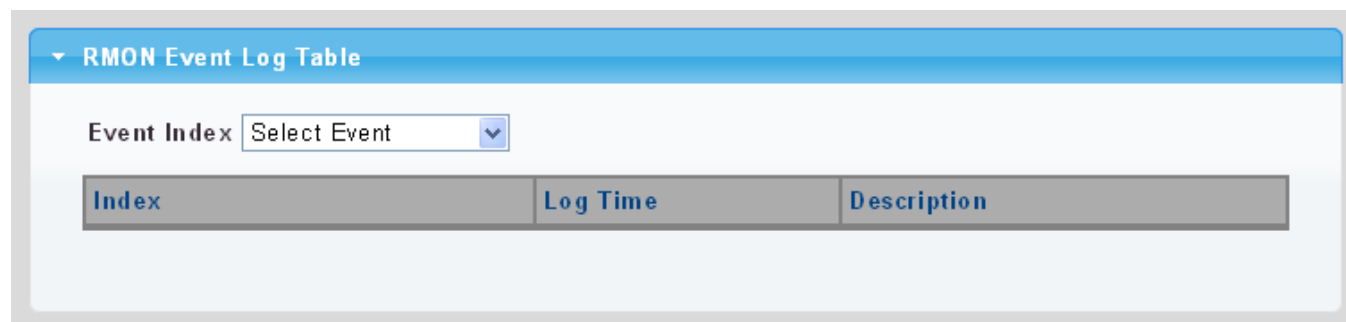 RMON Event Log Table
Event Index Select Event
Index Log Time Description